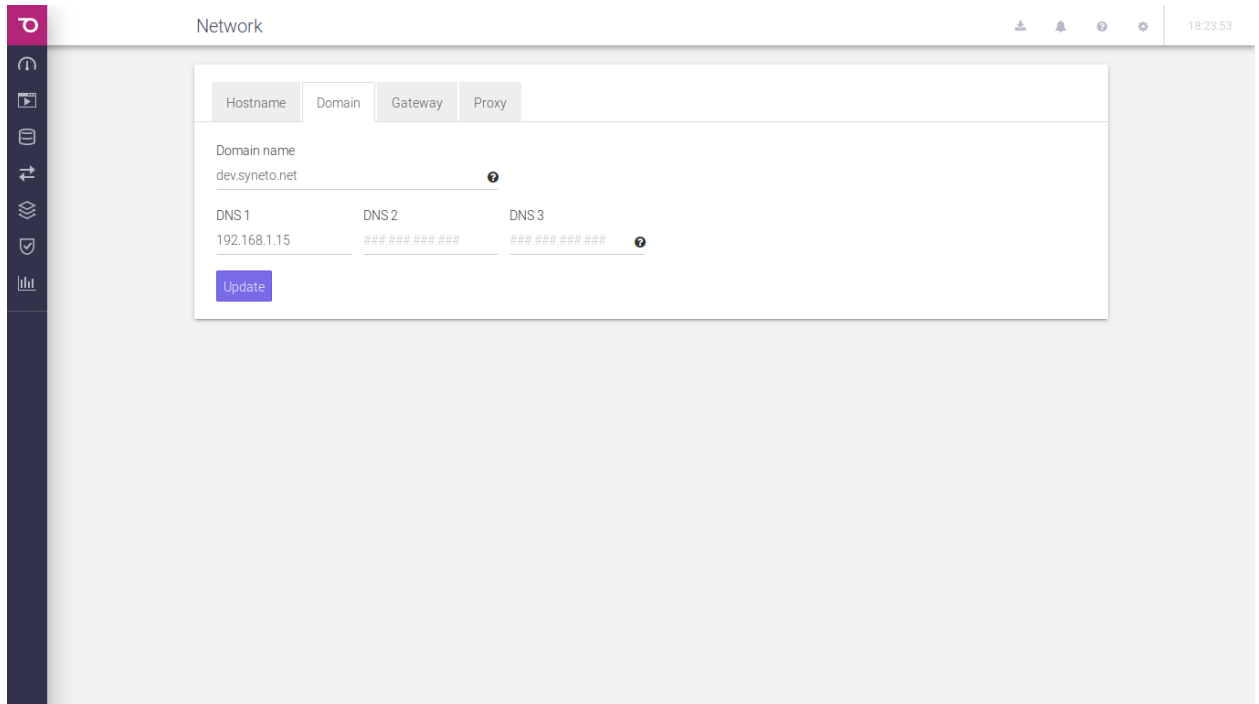 Network
18:23:53
Hostname Domain Gateway Proxy
Domain name
dev.syneto.net
DNS 1 DNS 2 DNS 3
192.168.1.15 ###.###.###.### ###.###.###.###
Update